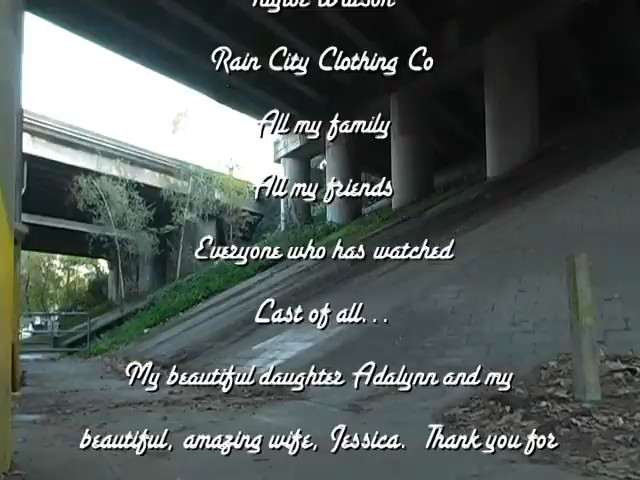 Rain City Clothing Co
All my family
All my friends
Everyone who has watched
Last of all...
My beautiful daughter Adalynn and my
beautiful, amazing wife, Jessica. Thank you for